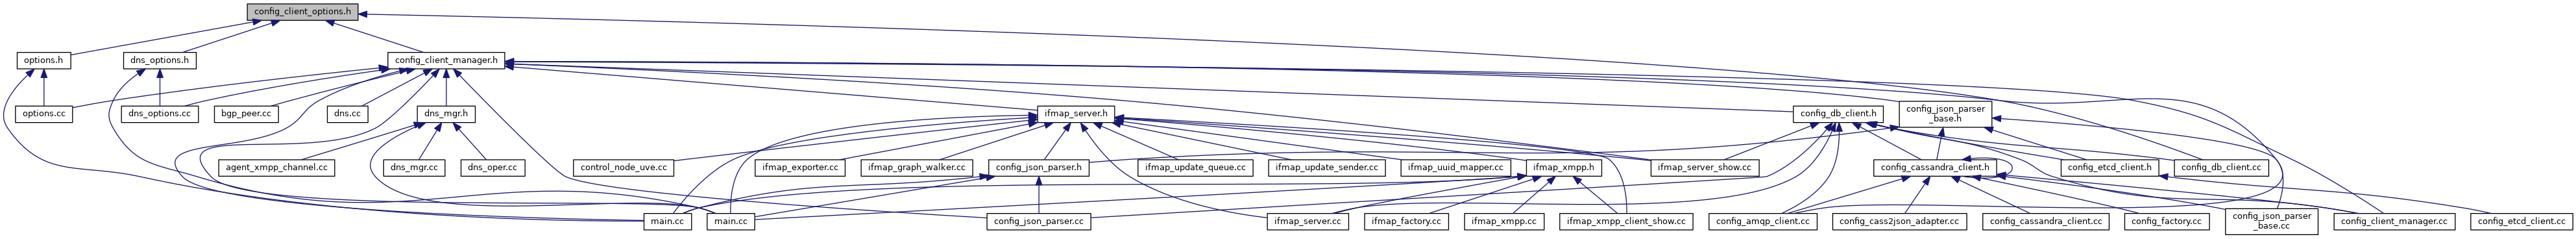 config_client_options.h
options.h
dns_options.h
config_client_manager.h
options.cc
dns_options.cc
bgp_peer.cc
dns.cc
dns_mgr.h
ifmap_server.h
config_db_client.h
config_json_parser
_base.h
agent_xmpp_channel.cc
dns_mgr.cc
dns_oper.cc
control_node_uve.cc
ifmap_exporter.cc
ifmap_graph_walker.cc
config_json_parser.h
ifmap_update_queue.cc
ifmap_update_sender.cc
ifmap_uuid_mapper.cc
ifmap_xmpp.h
ifmap_server_show.cc
config_cassandra_client.h
config_etcd_client.h
config_db_client.cc
main.cc
main.cc
config_json_parser.cc
ifmap_server.cc
ifmap_factory.cc
ifmap_xmpp.cc
ifmap_xmpp_client_show.cc
config_amqp_client.cc
config_cass2json_adapter.cc
config_cassandra_client.cc
config_factory.cc
config_json_parser
_base.cc
config_client_manager.cc
config_etcd_client.cc